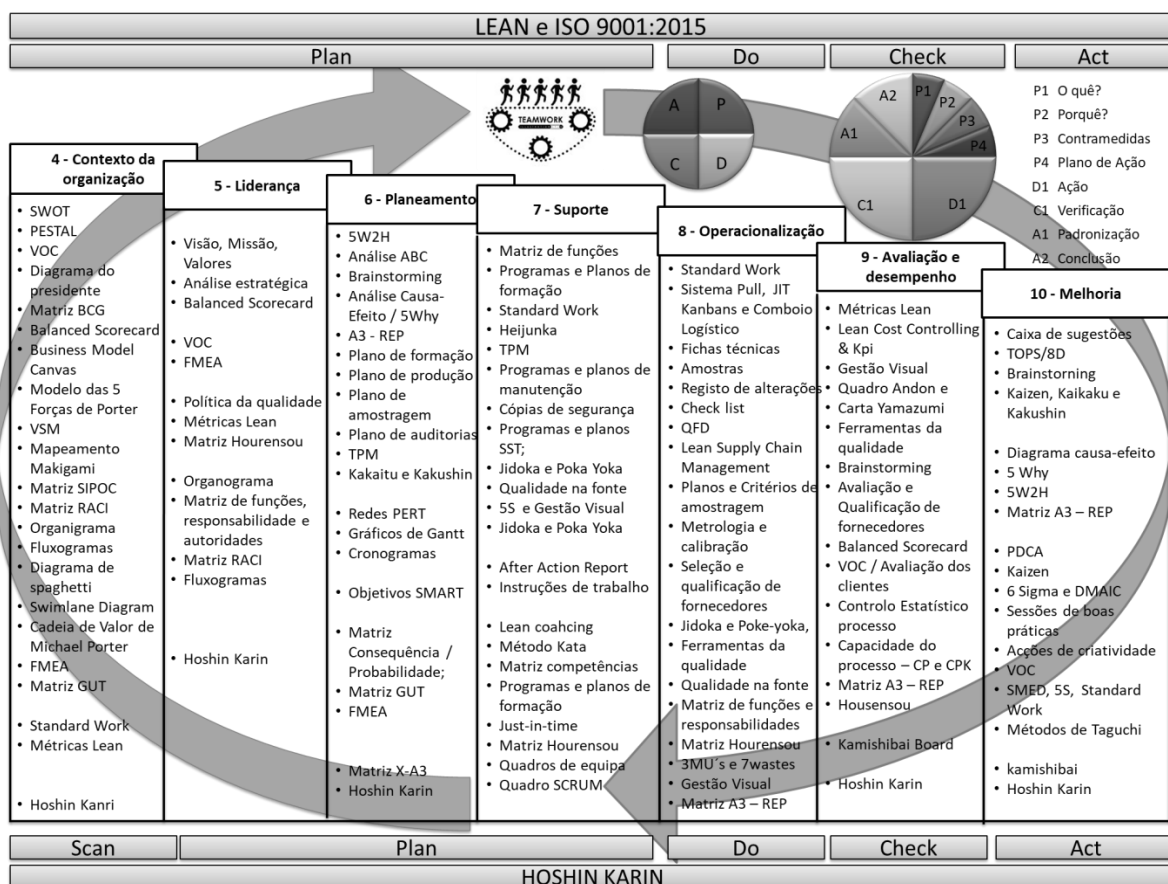 LEAN e ISO 9001:2015
Plan
Do
Check
Act
TEAMWORK
A
P
C
D
A2
P1
P2
P3
P4
A1
C1
D1
P1 O quê?
P2 Porquê?
P3 Contramedidas
P4 Plano de Ação
D1 Ação
C1 Verificação
A1 Padronização
A2 Conclusão
4 - Contexto da
organização
• SWOT
• PESTAL
• VOC
• Diagrama do
presidente
• Matriz BCG
• Balanced Scorecard
• Business Model
Canvas
• Modelo das 5
Forças de Porter
• VSM
• Mapeamento
Makigami
• Matriz SIPOC
• Matriz RACI
• Organigrama
• Fluxogramas
• Diagrama de
spaghetti
• Swimlane Diagram
• Cadeia de Valor de
Michael Porter
• FMEA
• Matriz GUT
• Standard Work
• Métricas Lean
• Hoshin Kanri
5 - Liderança
• Visão, Missão,
Valores
• Análise estratégica
• Balanced Scorecard
• VOC
• FMEA
• Política da qualidade
• Métricas Lean
• Matriz Hourensou
• Organograma
• Matriz de funções,
responsabilidade e
autoridades
• Matriz RACI
• Fluxogramas
• Hoshin Karin
6 - Planeamento
• 5W2H
• Análise ABC
• Brainstorming
• Análise Causa-
Efeito / 5Why
• A3 - REP
• Plano de formação
• Plano de produção
• Plano de
amostragem
• Plano de auditorias
• TPM
• Kakaitu e Kakushin
• Redes PERT
• Gráficos de Gantt
• Cronogramas
• Objetivos SMART
• Matriz
Consequência /
Probabilidade;
• Matriz GUT
• FMEA
• Matriz X-A3
• Hoshin Karin
7 - Suporte
• Matriz de funções
• Programas e Planos de
formação
• Standard Work
• Heijunka
• TPM
• Programas e planos de
manutenção
• Cópias de segurança
• Programas e planos
SST;
• Jidoka e Poka Yoka
• Qualidade na fonte
• 5S e Gestão Visual
• Jidoka e Poka Yoka
• After Action Report
• Instruções de trabalho
• Lean coahcing
• Método Kata
• Matriz competências
• Programas e planos de
formação
• Just-in-time
• Matriz Hourensou
• Quadros de equipa
• Quadro SCRUM
8 - Operacionalização
• Standard Work
• Sistema Pull, JIT
Kanbans e Comboio
Logístico
• Fichas técnicas
• Amostras
• Registo de alterações
• Check list
• QFD
• Lean Supply Chain
Management
• Planos e Critérios de
amostragem
• Metrologia e
calibração
• Seleção e
qualificação de
fornecedores
• Jidoka e Poke-yoka,
• Ferramentas da
qualidade
• Qualidade na fonte
• Matriz de funções e
responsabilidades
• Matriz Hourensou
• 3MU´s e 7wastes
• Gestão Visual
• Matriz A3 – REP
9 - Avaliação e
desempenho
• Métricas Lean
• Lean Cost Controlling
& Kpi
• Gestão Visual
• Quadro Andon e
• Carta Yamazumi
• Ferramentas da
qualidade
• Brainstorming
• Avaliação e
Qualificação de
fornecedores
• Balanced Scorecard
• VOC / Avaliação dos
clientes
• Controlo Estatístico
processo
• Capacidade do
processo – CP e CPK
• Matriz A3 – REP
• Housensou
• Kamishibai Board
• Hoshin Karin
10 - Melhoria
• Caixa de sugestões
• TOPS/8D
• Brainstorning
• Kaizen, Kaikaku e
Kakushin
• Diagrama causa-efeito
• 5 Why
• 5W2H
• Matriz A3 – REP
• PDCA
• Kaizen
• 6 Sigma e DMAIC
• Sessões de boas
práticas
• Acções de criatividade
• VOC
• SMED, 5S, Standard
Work
• Métodos de Taguchi
• kamishibai
• Hoshin Karin
Scan
Plan
Do
Check
Act
HOSHIN KARIN